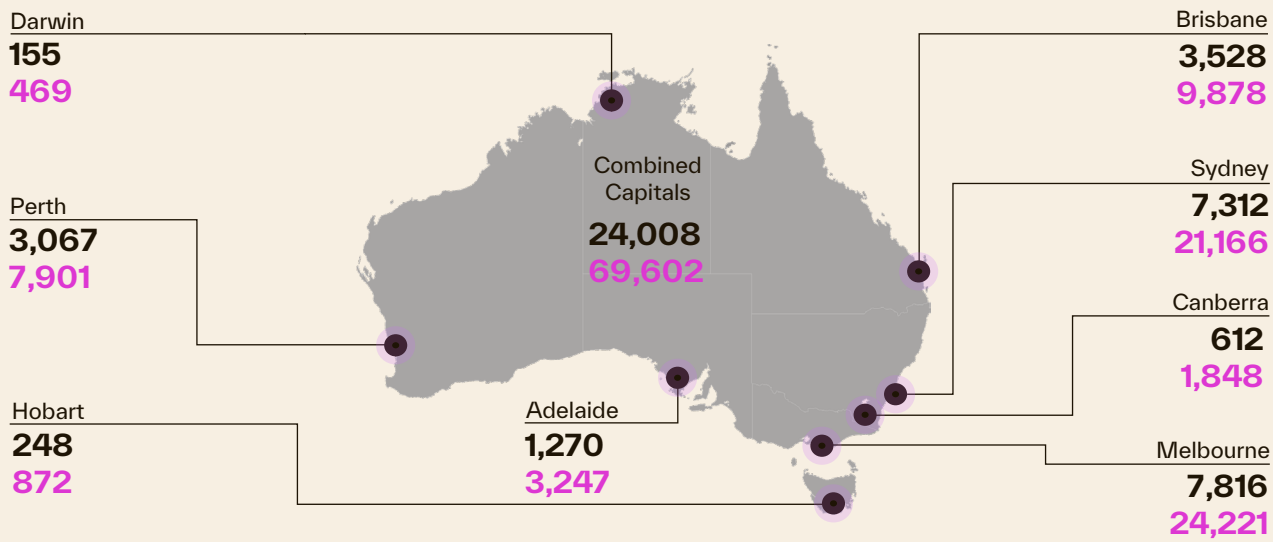 Darwin
155
469
Perth
3,067
7,901
Hobart
248
872
Combined
Capitals
24,008
69,602
Adelaide
1,270
3,247
Brisbane
3,528
9,878
Sydney
7,312
21,166
Canberra
612
1,848
Melbourne
7,816
24,221